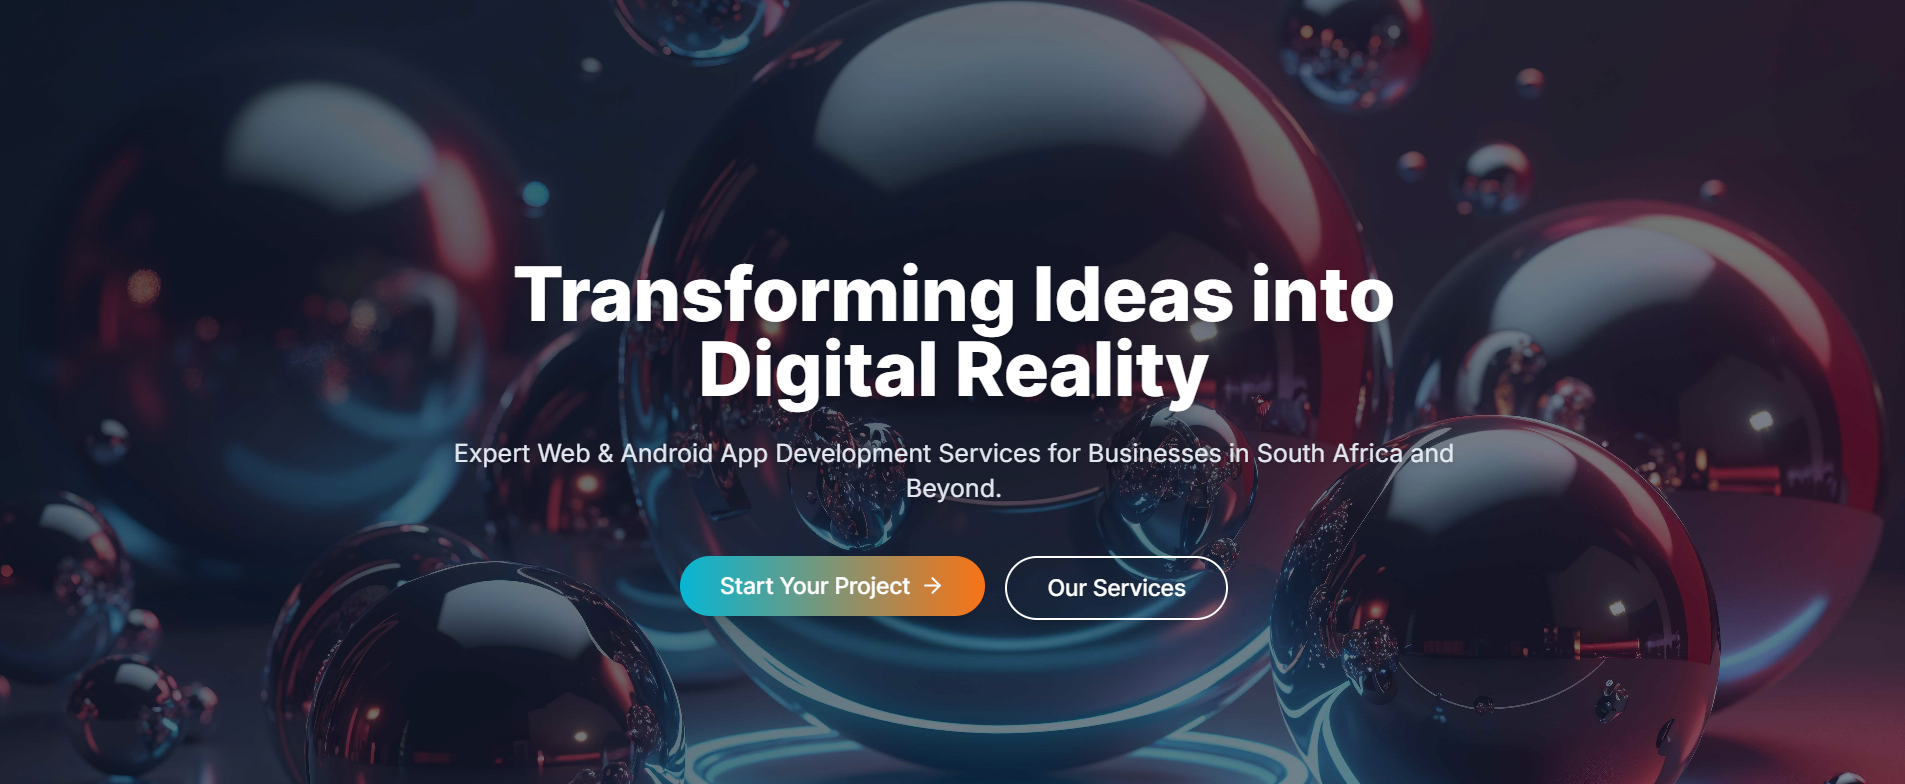 Transforming Ideas into
Digital Reality
Expert Web & Android App Development Services for Businesses in South Africa and
Beyond.
Start Your Project →
Our Services